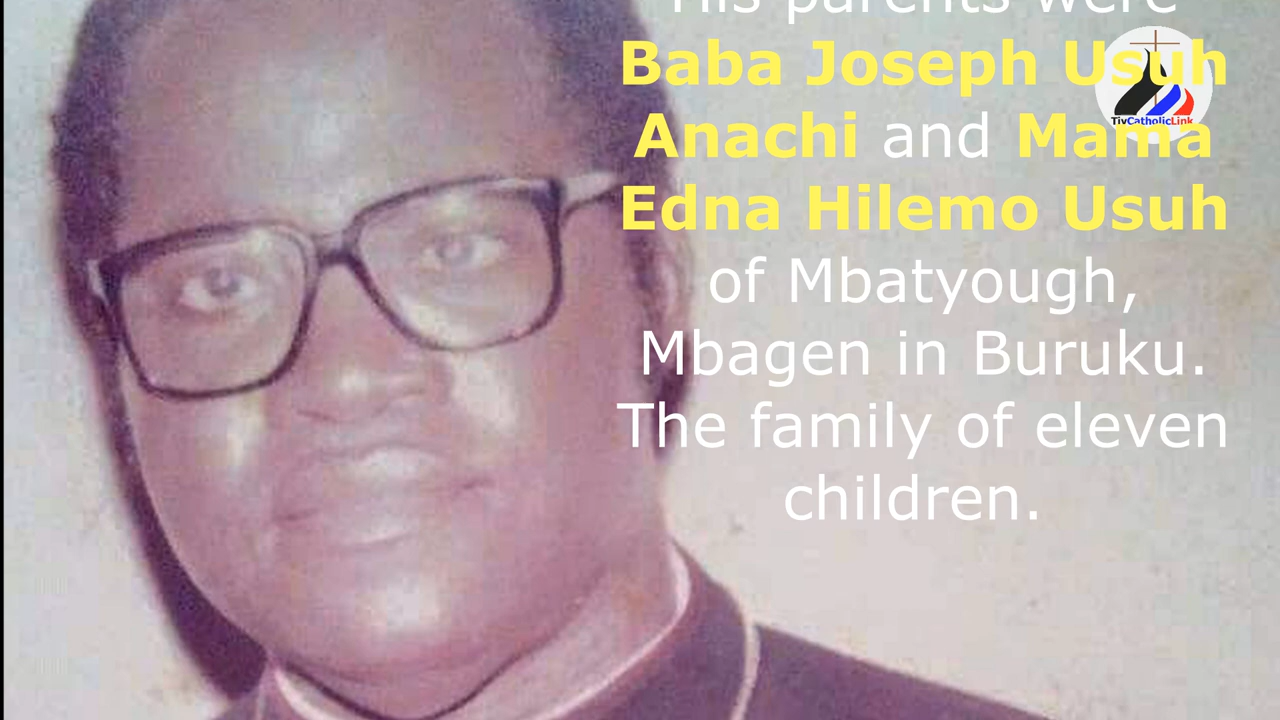 His parents were
Baba Joseph Usuh
Anachi and Mama
Edna Hilemo Usuh
of Mbatyough,
Mbagen in Buruku.
The family of eleven
children.
TivCatholicLink